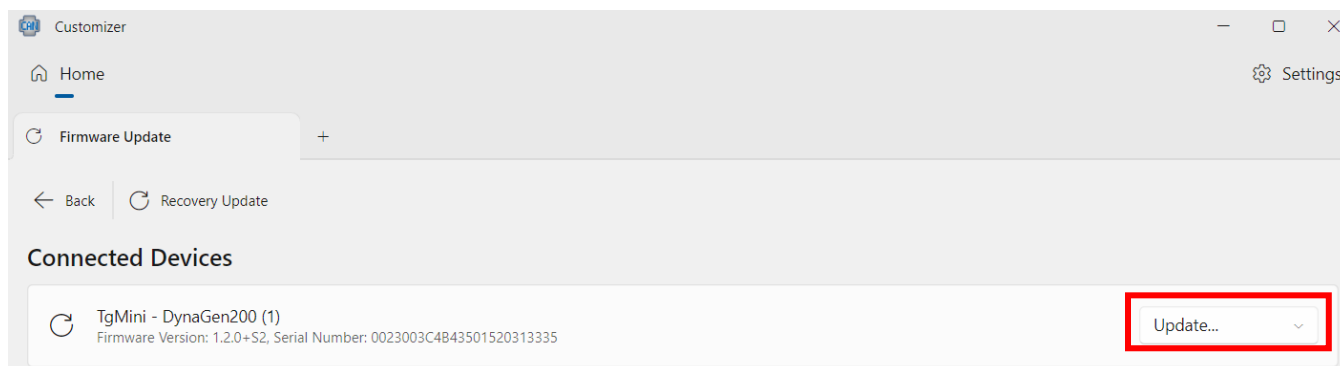 CAN Customizer
Home Settings
Firmware Update +
Back Recovery Update
Connected Devices
TgMini - DynaGen200 (1)
Firmware Version: 1.2.0+S2, Serial Number: 0023003C4B43501520313335
Update...